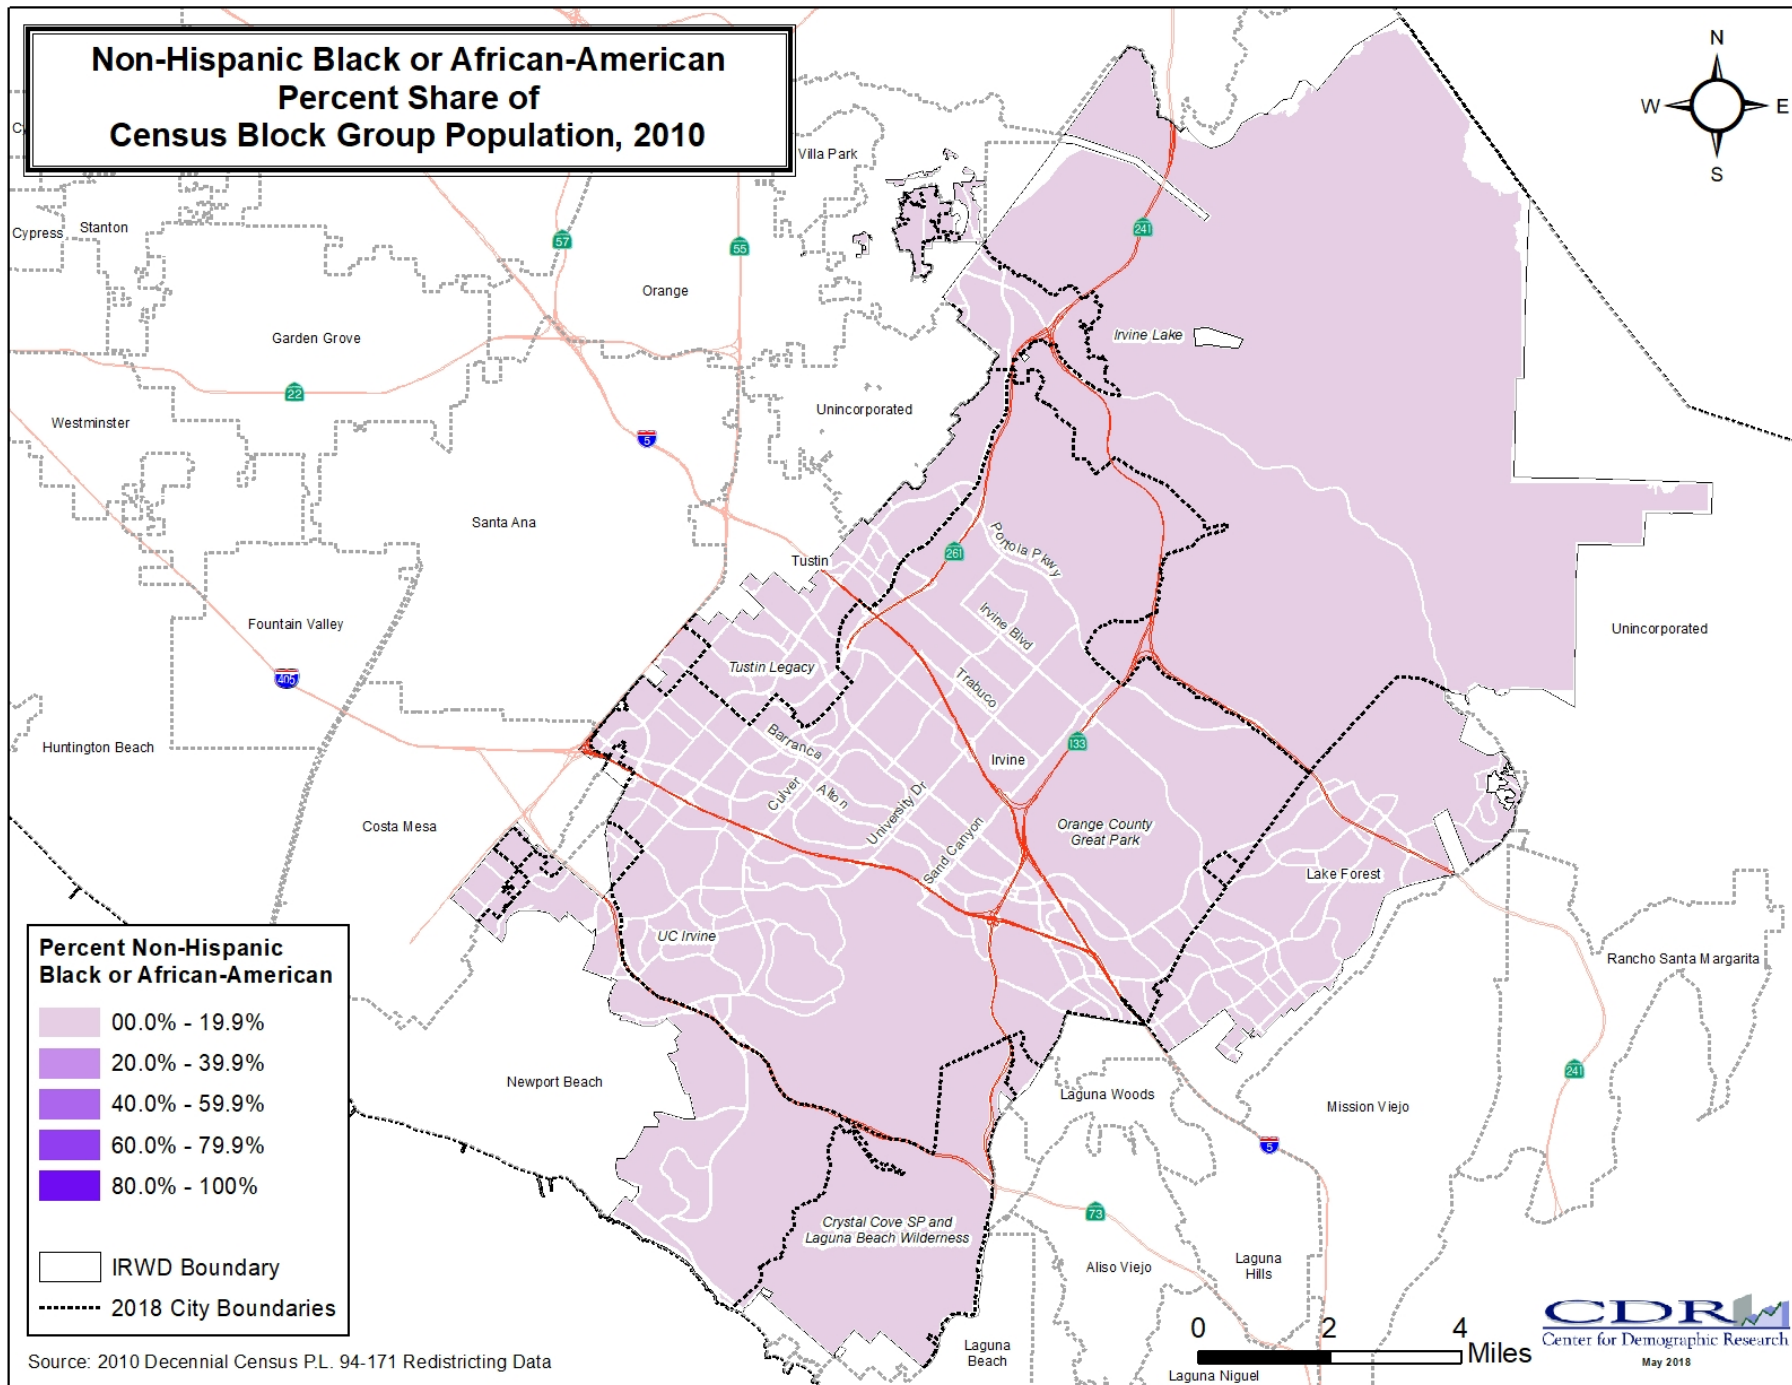 Non-Hispanic Black or African-American
Percent Share of
Census Block Group Population, 2010
N
W
E
S
Villa Park
Cypress
Stanton
57
55
241
Orange
Garden Grove
Irvine Lake
22
Westminster
Unincorporated
5
Santa Ana
261
Portola Pkwy
Tustin
Irvine Blvd
Fountain Valley
Unincorporated
Tustin Legacy
405
Trabuco
Huntington Beach
Barranca
133
Irvine
Culver
Alton
University Dr
Costa Mesa
Orange County
Great Park
Sand Canyon
Lake Forest
UC Irvine
Rancho Santa Margarita
Percent Non-Hispanic
Black or African-American
00.0% - 19.9%
20.0% - 39.9%
40.0% - 59.9%
60.0% - 79.9%
80.0% - 100%
IRWD Boundary
2018 City Boundaries
Newport Beach
Laguna Woods
Mission Viejo
241
5
73
Crystal Cove SP and
Laguna Beach Wilderness
Aliso Viejo
Laguna
Hills
Laguna
Beach
Laguna Niguel
0 2 4
Miles
CDR
Center for Demographic Research
May 2018
Source: 2010 Decennial Census P.L. 94-171 Redistricting Data